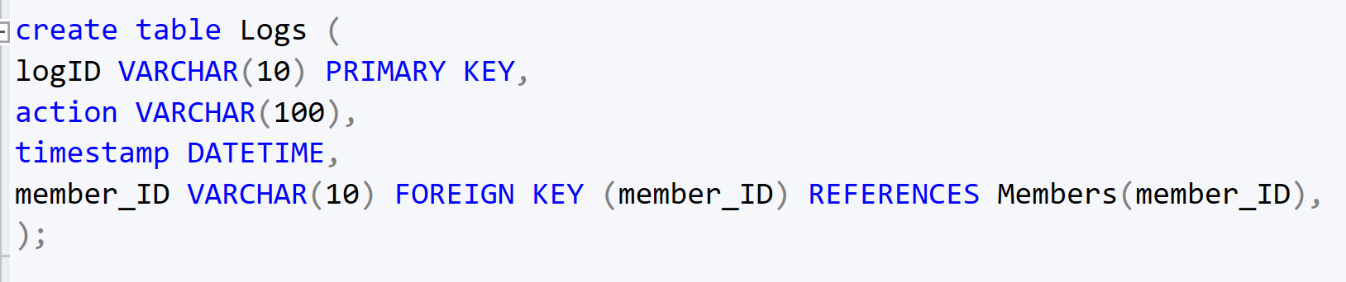 create table Logs (
logID VARCHAR(10) PRIMARY KEY,
action VARCHAR(100),
timestamp DATETIME,
member_ID VARCHAR(10) FOREIGN KEY (member_ID) REFERENCES Members(member_ID),
);